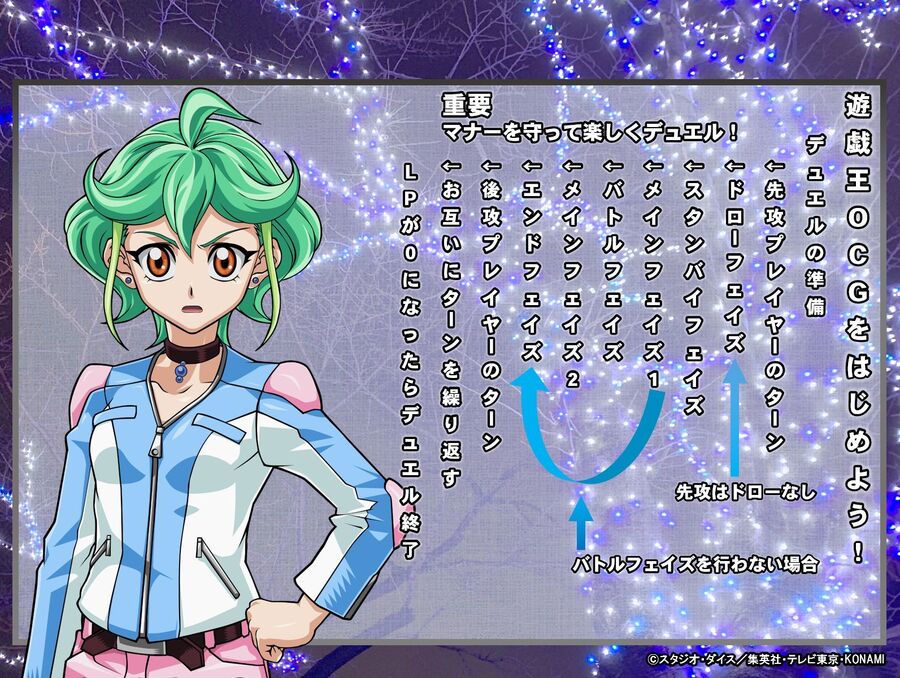 遊戯王OCGをはじめよう！
デュエルの準備
←先攻プレイヤーのターン
←ドローフェイズ
←スタンバイフェイズ
←メインフェイズ1
←バトルフェイズ
←メインフェイズ2
←エンドフェイズ
←後攻プレイヤーのターン
←お互いにターンを繰り返す
LPが0になったらデュエル終了
重要
マナーを守って楽しくデュエル！
先攻はドローなし
バトルフェイズを行わない場合
©スタジオ・ダイス／集英社・テレビ東京・KONAMI